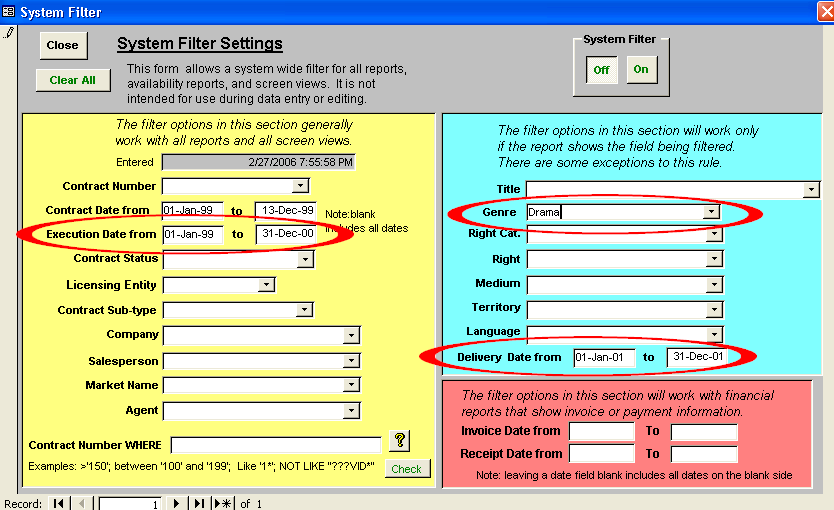 System Filter
Close
System Filter Settings
System Filter
Off
On
Clear All
This form allows a system wide filter for all reports,
availability reports, and screen views. It is not
intended for use during data entry or editing.
The filter options in this section generally
work with all reports and all screen views.
Entered 2/27/2006 7:55:58 PM
Contract Number
Contract Date from 01-Jan-99 to 13-Dec-99
Note:blank
includes all dates
Execution Date from 01-Jan-99 to 31-Dec-00
Contract Status
Licensing Entity
Contract Sub-type
Company
Salesperson
Market Name
Agent
Contract Number WHERE ?
Examples: >'150'; between '100' and '199'; Like '1*'; NOT LIKE "???VID*"
Check
The filter options in this section will work only
if the report shows the field being filtered.
There are some exceptions to this rule.
Title
Genre Drama
Right Cat.
Right
Medium
Territory
Language
Delivery Date from 01-Jan-01 to 31-Dec-01
The filter options in this section will work with financial
reports that show invoice or payment information.
Invoice Date from To
Receipt Date from To
Note: leaving a date field blank includes all dates on the blank side
Record: 1 of 1